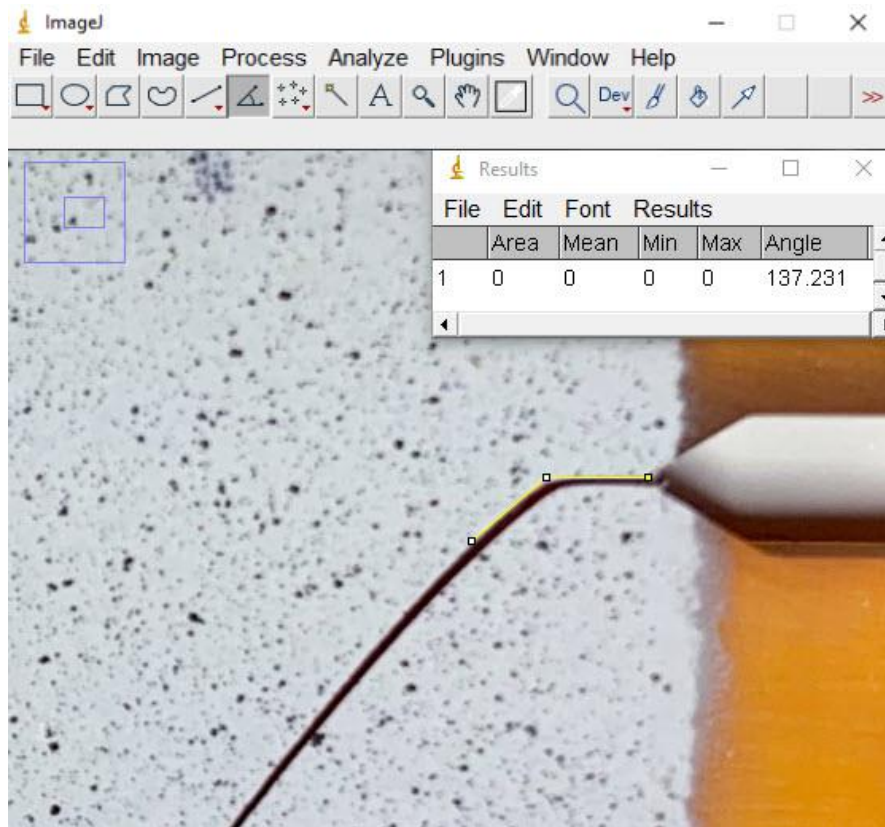 ImageJ
File Edit Image Process Analyze Plugins Window Help
A Dev >>
Results
File Edit Font Results
Area Mean Min Max Angle
1 0 0 0 0 137.231